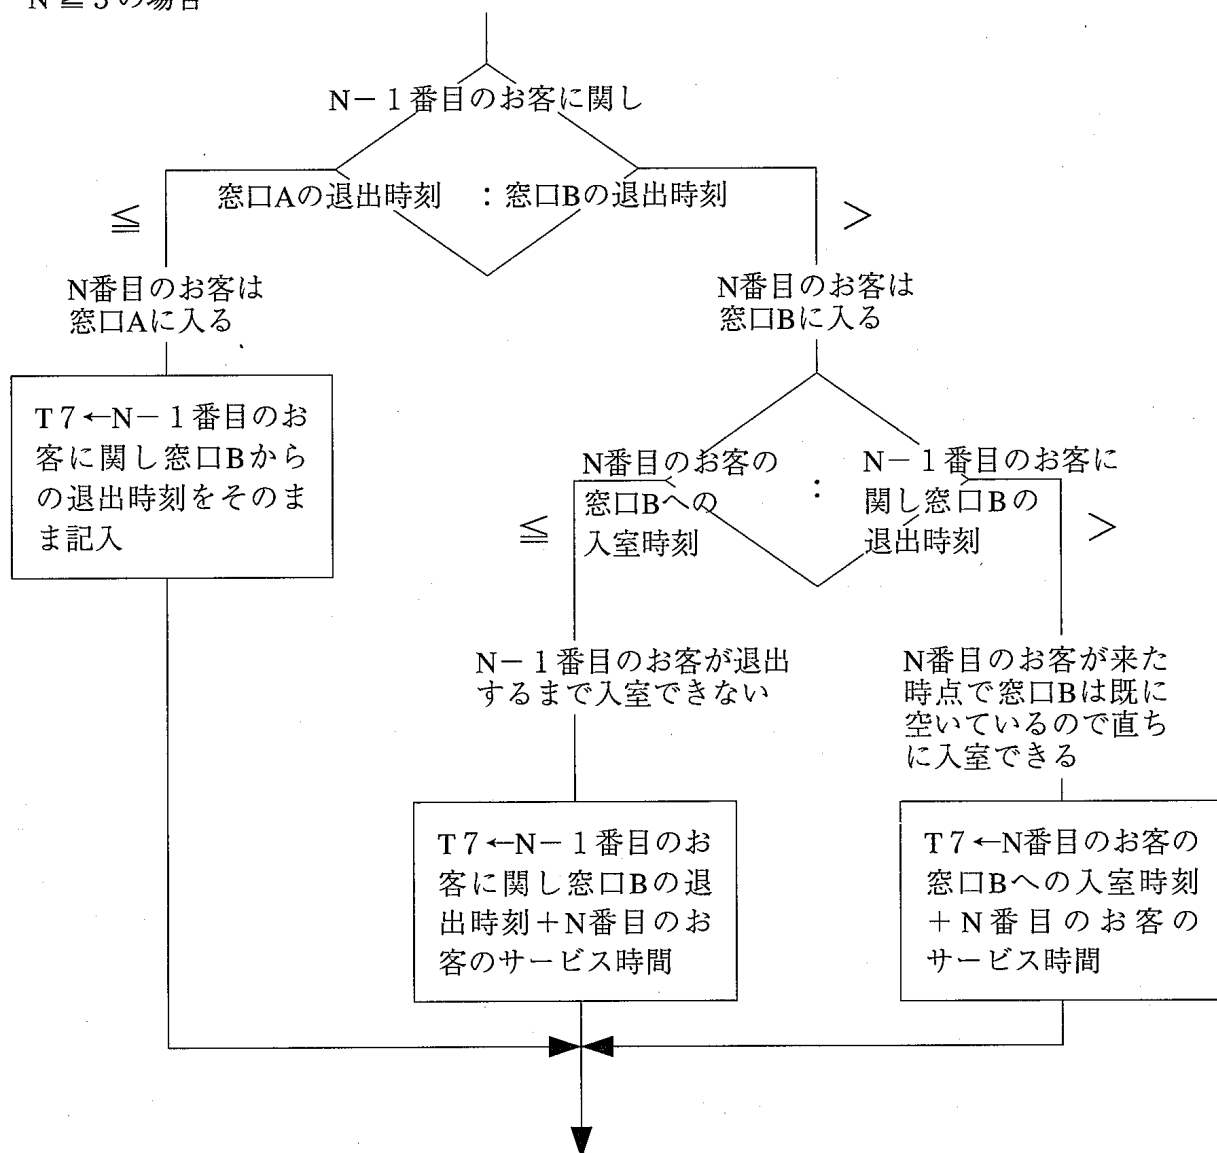 N－1番目のお客に関し
窓口Aの退出時刻　：窓口Bの退出時刻
≦
＞
N番目のお客は
窓口Aに入る
N番目のお客は
窓口Bに入る
T7←N－1番目のお
客に関し窓口Bから
の退出時刻をそのま
ま記入
N番目のお客の
窓口Bへの
入室時刻
：
N－1番目のお客に
関し窓口Bの
退出時刻
≦
＞
N－1番目のお客が退出
するまで入室できない
N番目のお客が来た
時点で窓口Bは既に
空いているので直ち
に入室できる
T7←N－1番目のお
客に関し窓口Bの退
出時刻＋N番目のお
客のサービス時間
T7←N番目のお客の
窓口Bへの入室時刻
＋N番目のお客の
サービス時間